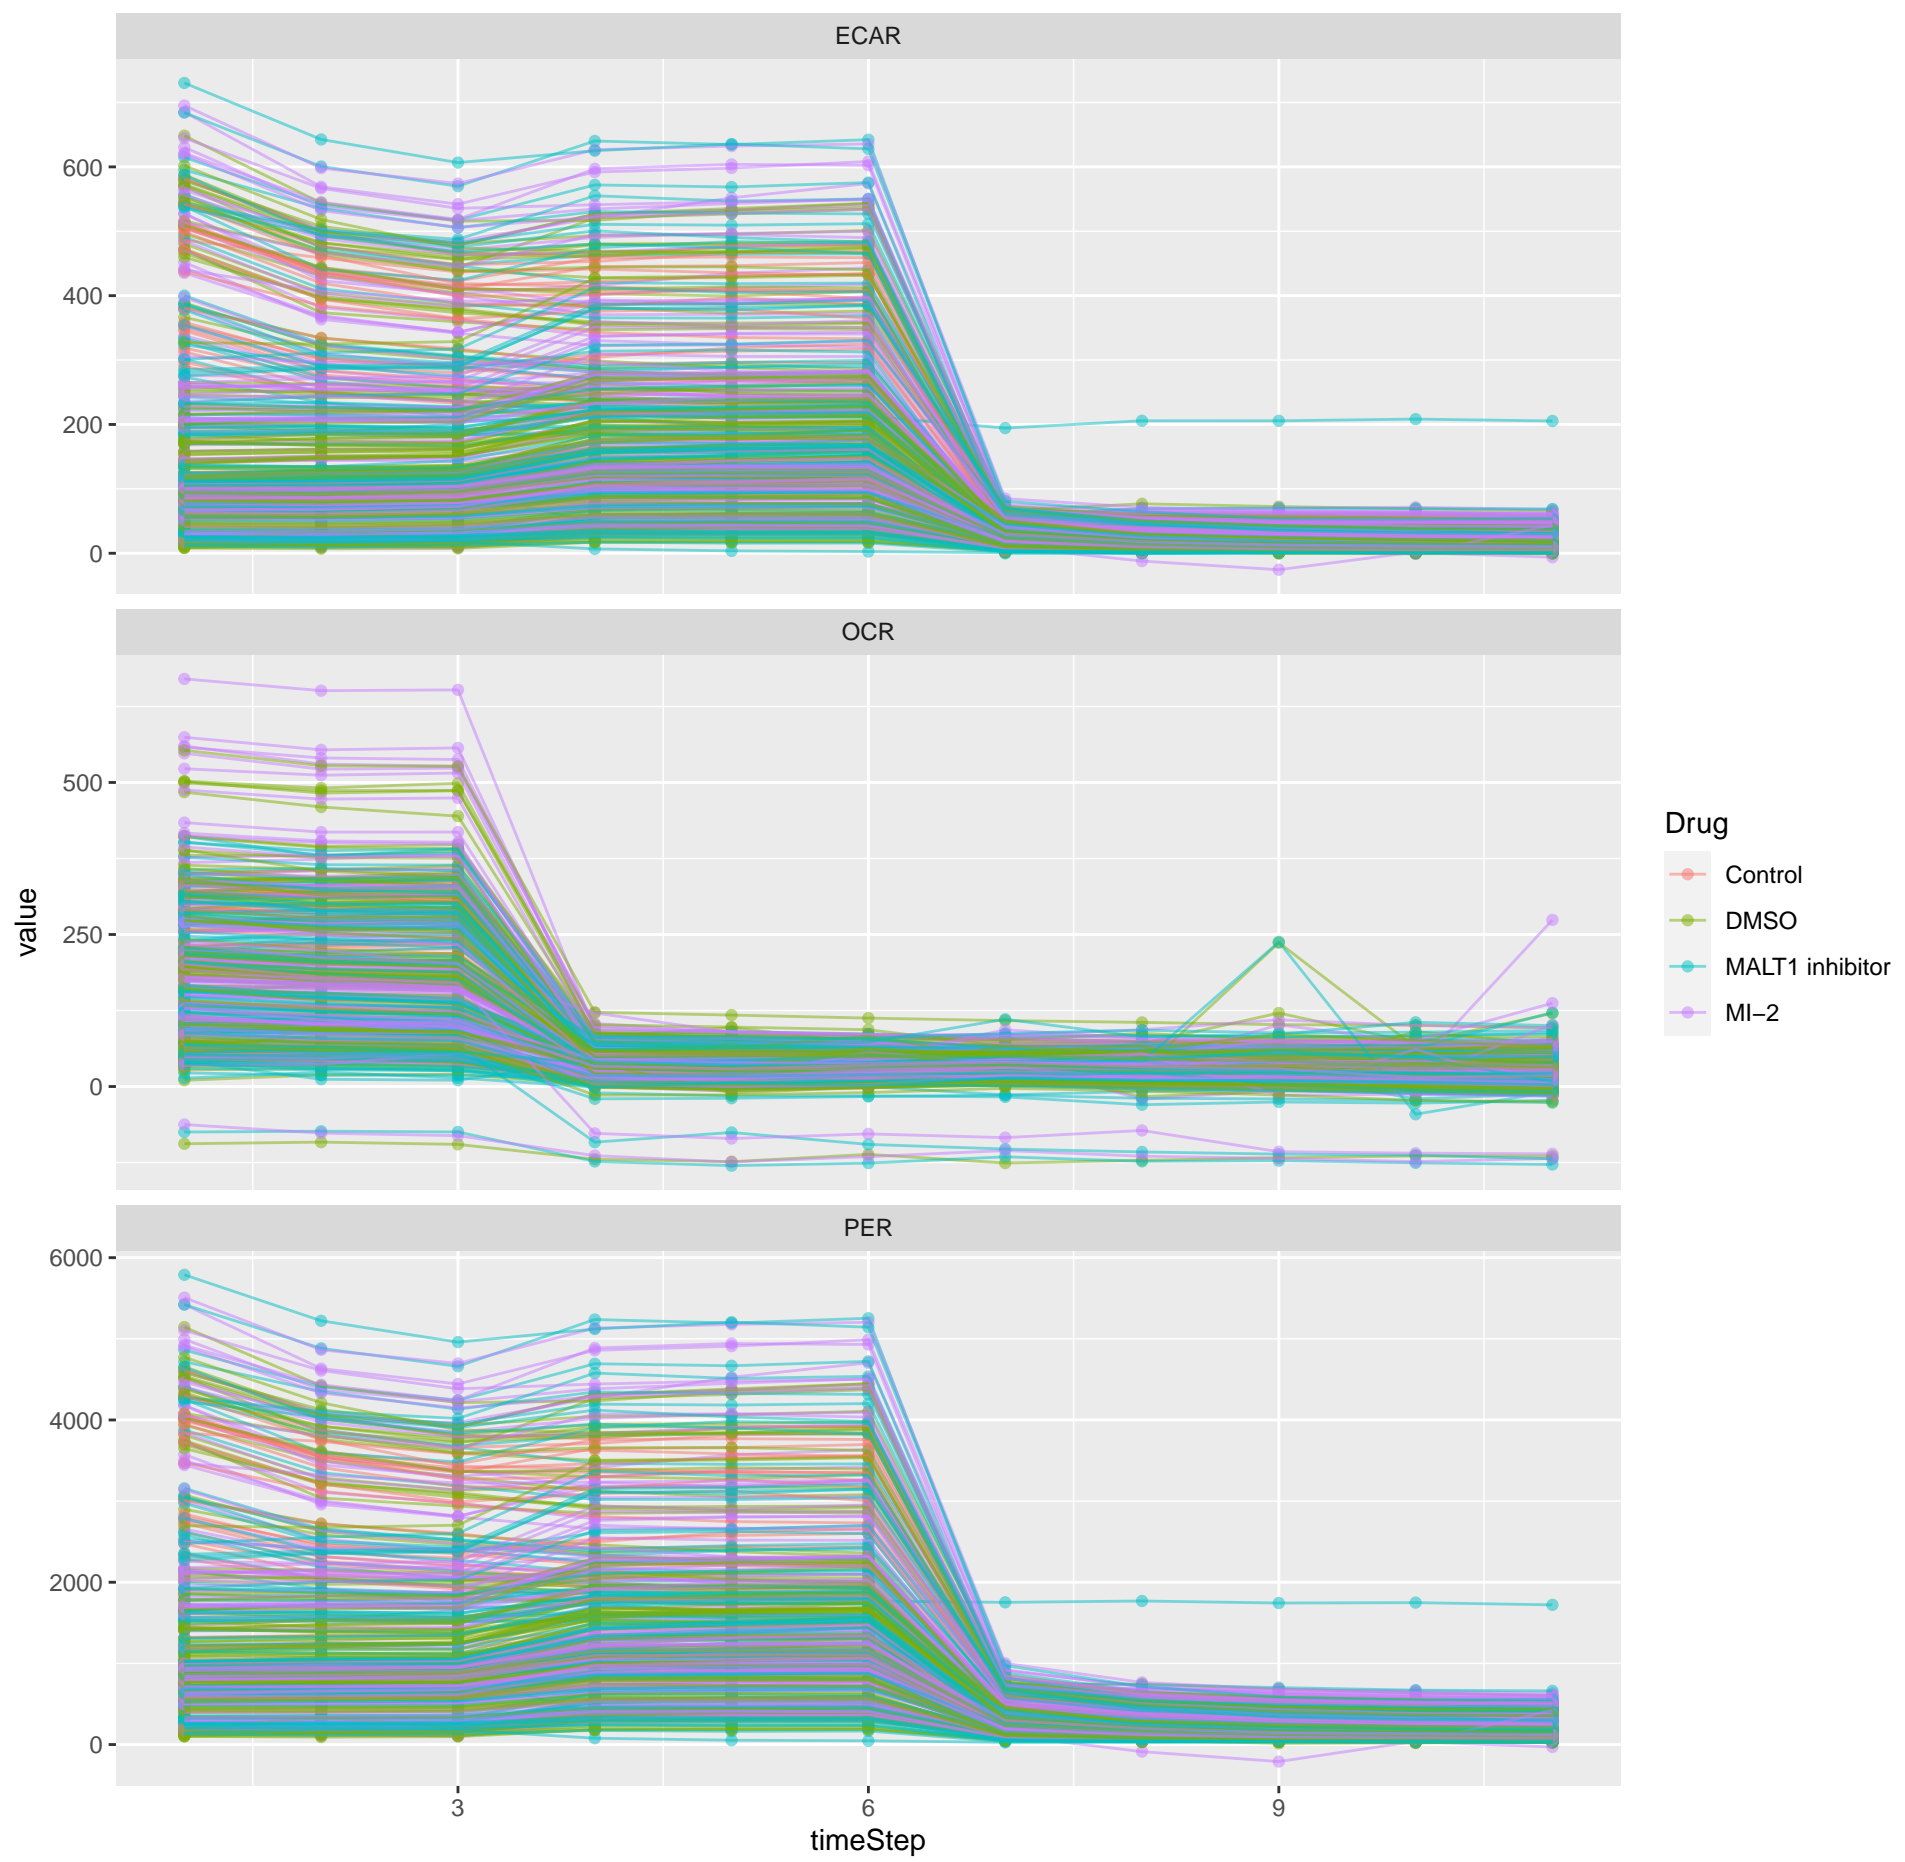 ECAR
600
400
200
0
OCR
500
250
0
PER
6000
4000
2000
0
3
6
9
timeStep
value
Drug
Control
DMSO
MALT1 inhibitor
MI−2